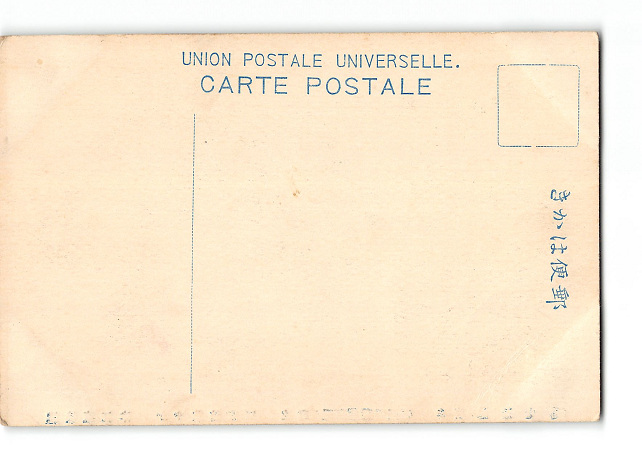 UNION POSTALE UNIVERSELLE.
CARTE POSTALE
郵便はかき